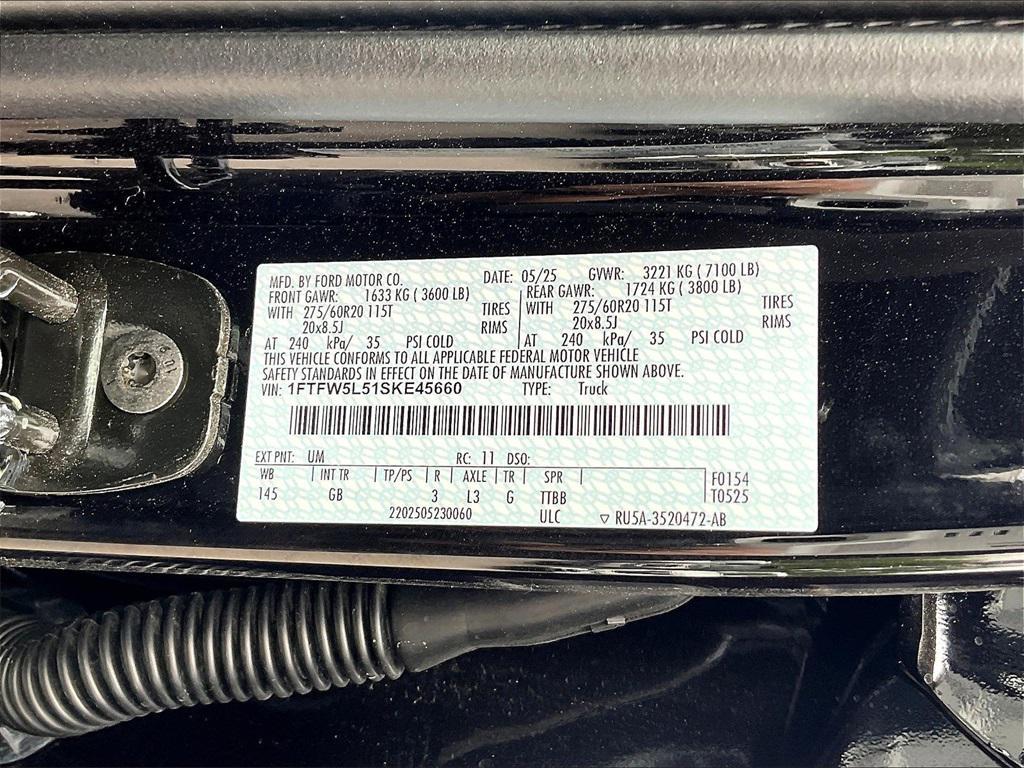 MFD. BY FORD MOTOR CO. DATE: 05/25 GVWR: 3221 KG ( 7100 LB)
FRONT GAWR: 1633 KG ( 3600 LB) REAR GAWR: 1724 KG ( 3800 LB)
WITH 275/60R20 115T TIRES WITH 275/60R20 115T TIRES
20x8.5J RIMS 20x8.5J RIMS
AT 240 kPa/ 35 PSI COLD AT 240 kPa/ 35 PSI COLD
THIS VEHICLE CONFORMS TO ALL APPLICABLE FEDERAL MOTOR VEHICLE
SAFETY STANDARDS IN EFFECT ON THE DATE OF MANUFACTURE SHOWN ABOVE.
VIN: 1FTFW5L51SKE45660 TYPE: Truck
EXT PNT: UM RC: 11 DSO:
WB INT TR TP/PS R AXLE TR SPR F0154
145 GB 3 L3 G TTBB T0525
2202505230060 ULC ▽ RU5A-3520472-AB